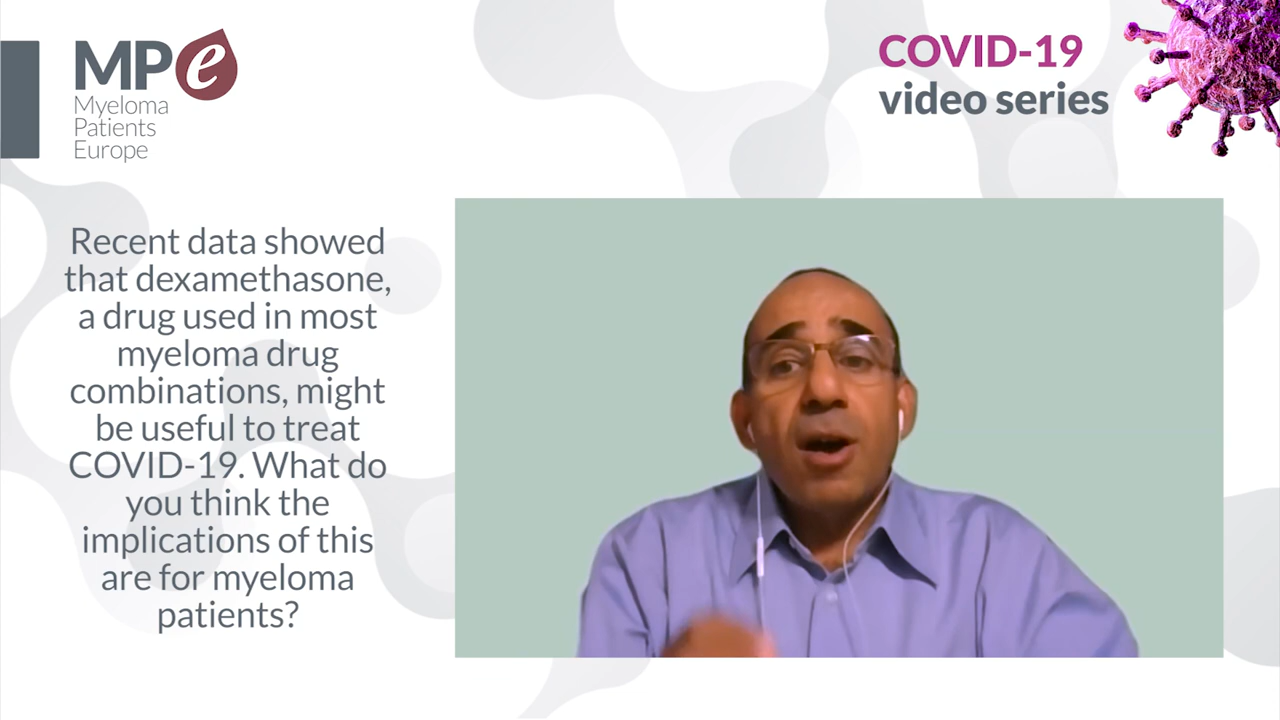 MPe
Myeloma
Patients
Europe
COVID-19
video series
Recent data showed
that dexamethasone,
a drug used in most
myeloma drug
combinations, might
be useful to treat
COVID-19. What do
you think the
implications of this
are for myeloma
patients?